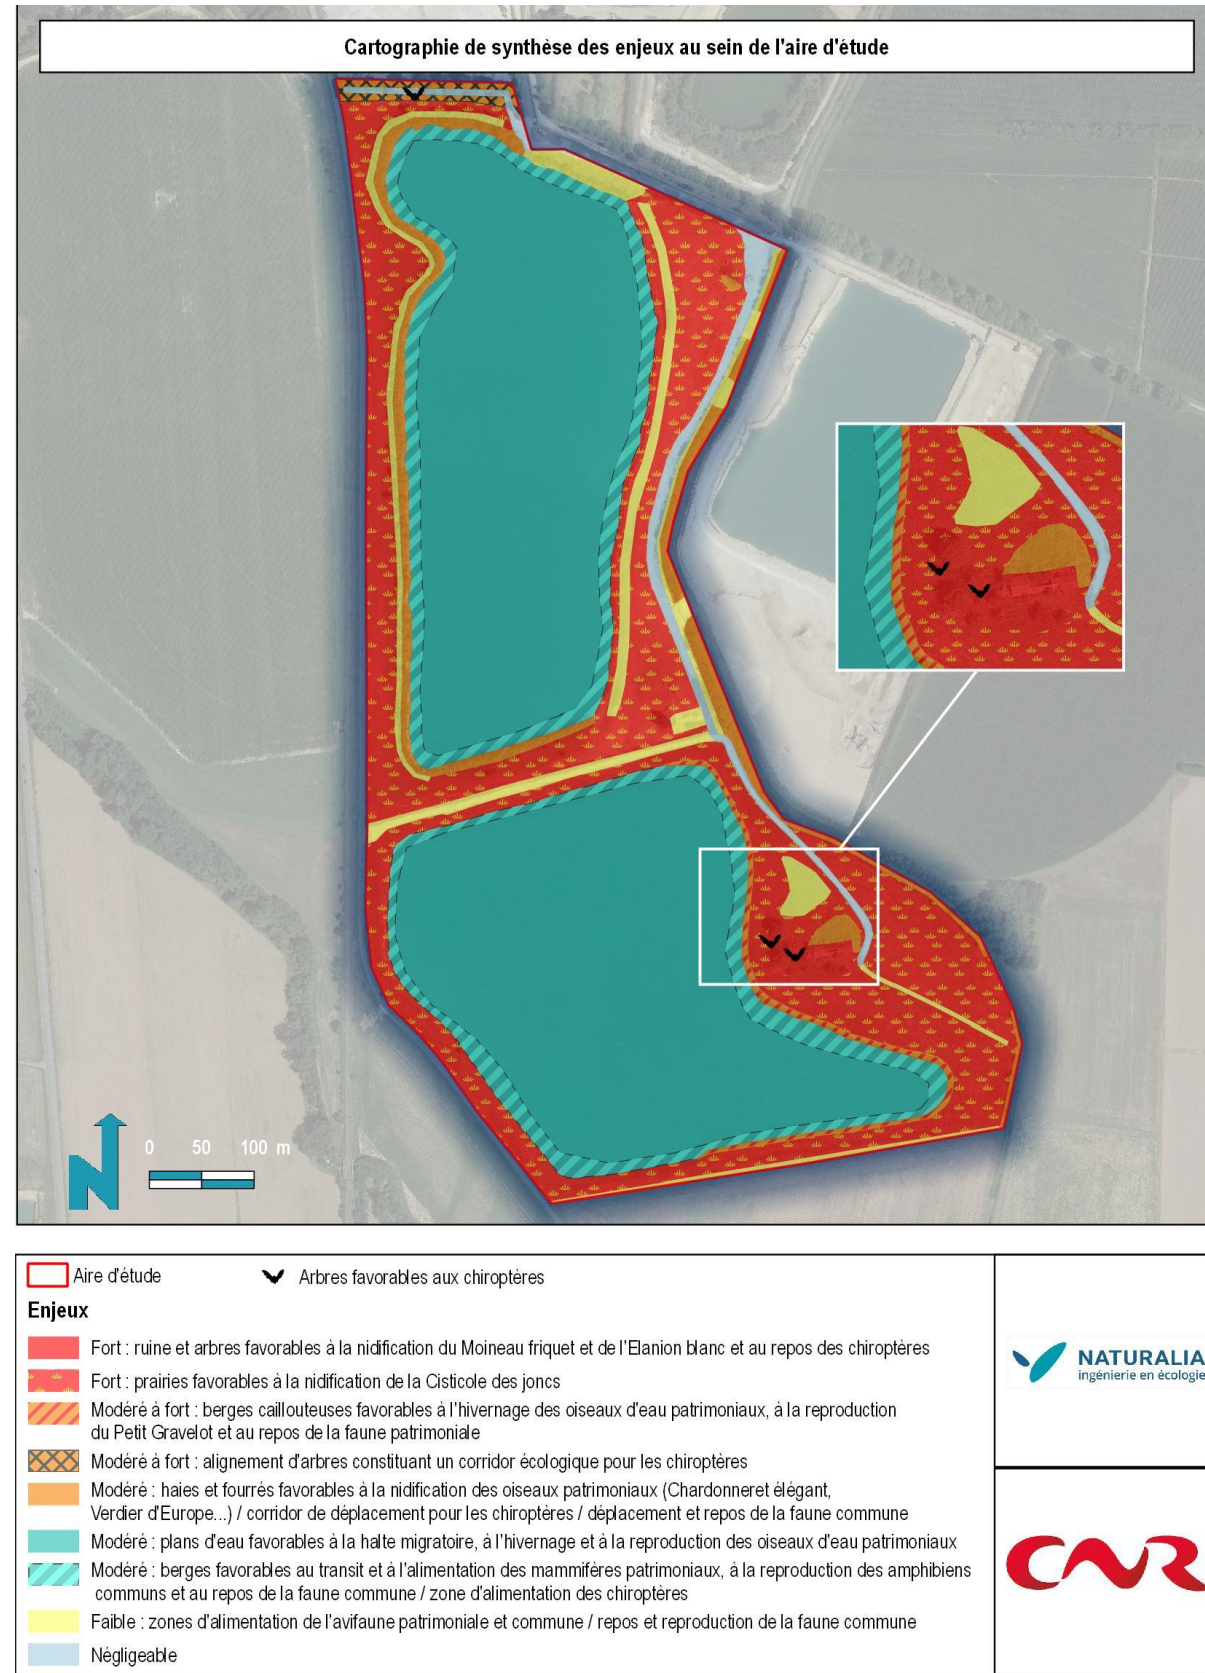 Cartographie de synthèse des enjeux au sein de l'aire d'étude
N
0 50 100 m
Aire d'étude
Arbres favorables aux chiroptères
Enjeux
Fort : ruine et arbres favorables à la nidification du Moineau friquet et de l'Elanion blanc et au repos des chiroptères
Fort : prairies favorables à la nidification de la Cisticole des joncs
Modéré à fort : berges caillouteuses favorables à l'hivernage des oiseaux d'eau patrimoniaux, à la reproduction
du Petit Gravelot et au repos de la faune patrimoniale
Modéré à fort : alignement d'arbres constituant un corridor écologique pour les chiroptères
Modéré : haies et fourrés favorables à la nidification des oiseaux patrimoniaux (Chardonneret élégant,
Verdier d'Europe...) / corridor de déplacement pour les chiroptères / déplacement et repos de la faune commune
Modéré : plans d'eau favorables à la halte migratoire, à l'hivernage et à la reproduction des oiseaux d'eau patrimoniaux
Modéré : berges favorables au transit et à l'alimentation des mammifères patrimoniaux, à la reproduction des amphibiens
communs et au repos de la faune commune / zone d'alimentation des chiroptères
Faible : zones d'alimentation de l'avifaune patrimoniale et commune / repos et reproduction de la faune commune
Négligeable
NATURALIA
ingénierie en écologie
CNR